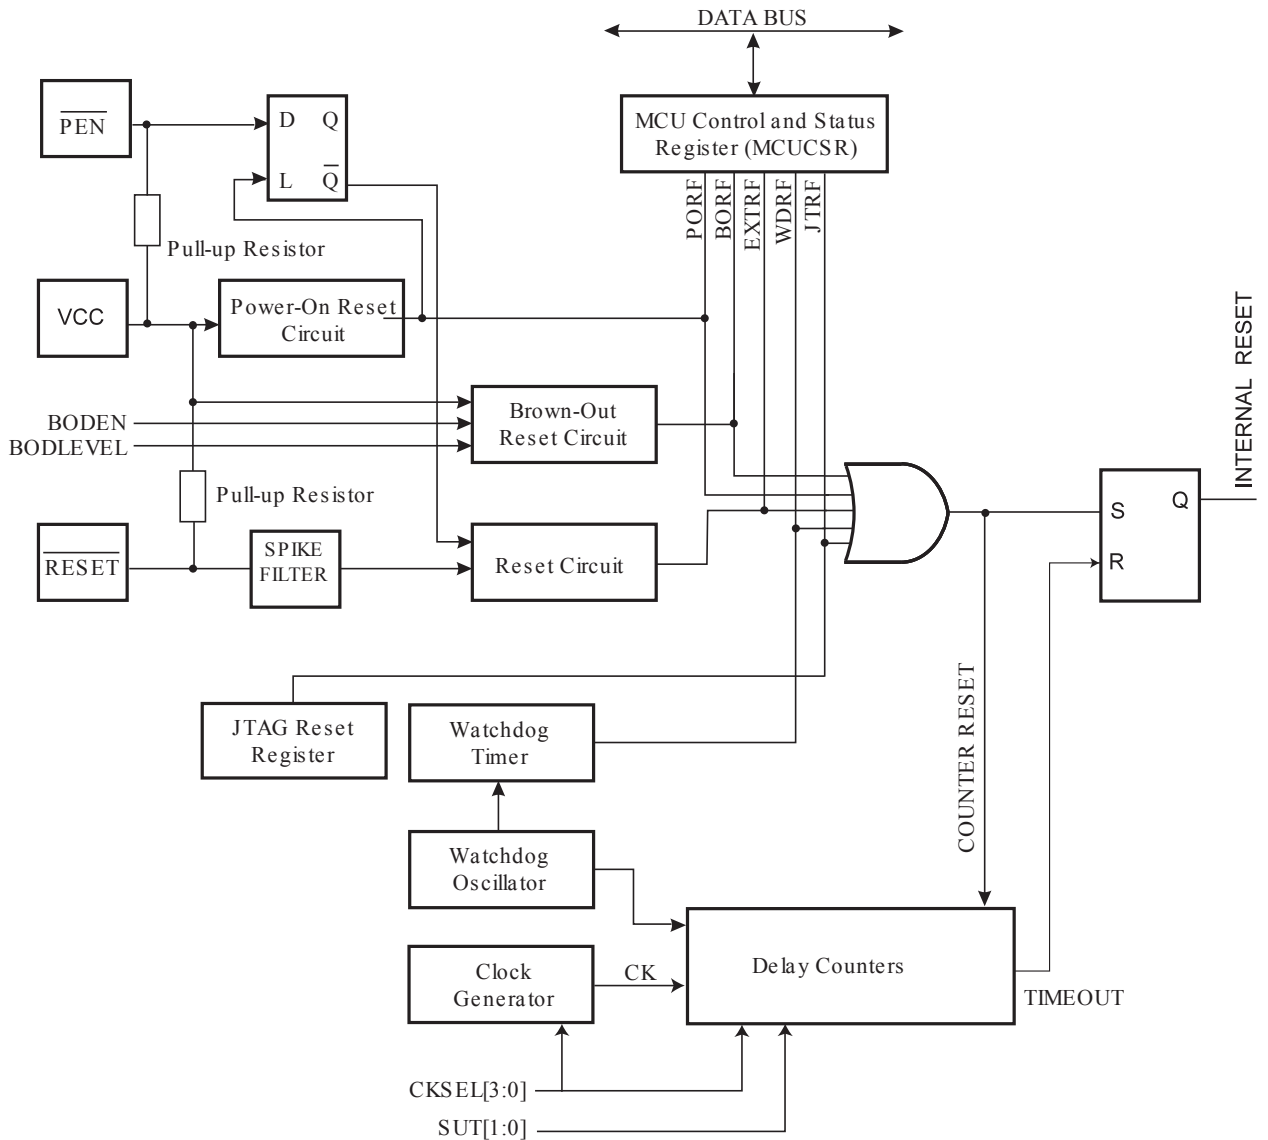 DATA BUS
PEN
D Q
L Q
MCU Control and Status
Register (MCUCSR)
PORF
BORF
EXTRF
WDRF
JTRF
Pull-up Resistor
VCC
Power-On Reset
Circuit
BODEN
BODLEVEL
Brown-Out
Reset Circuit
Pull-up Resistor
RESET
SPIKE
FILTER
Reset Circuit
S
R
Q
INTERNAL RESET
JTAG Reset
Register
Watchdog
Timer
COUNTER RESET
Watchdog
Oscillator
Clock
Generator
CK
Delay Counters
TIMEOUT
CKSEL[3:0]
SUT[1:0]